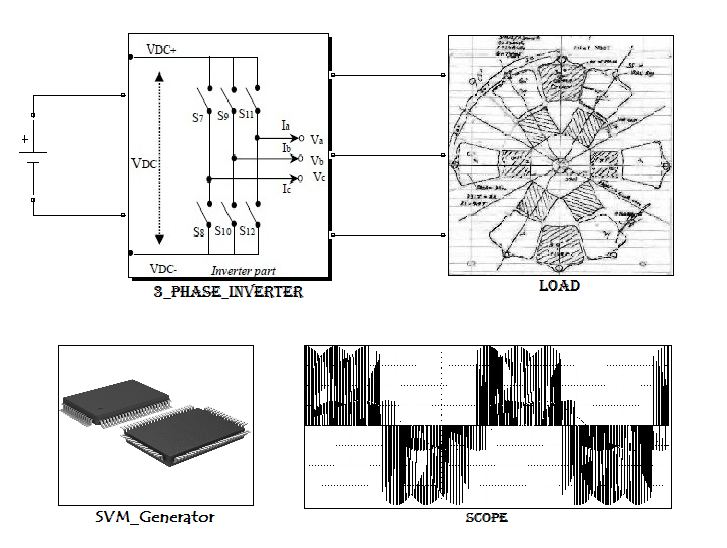 VDC+
+
VDC
S7
S9
S11
Ia
Va
Ib
Vb
Vc
Ic
S8
S10
S12
VDC-
Inverter part
3_PHASE_INVERTER
LOAD
SVM_Generator
SCOPE